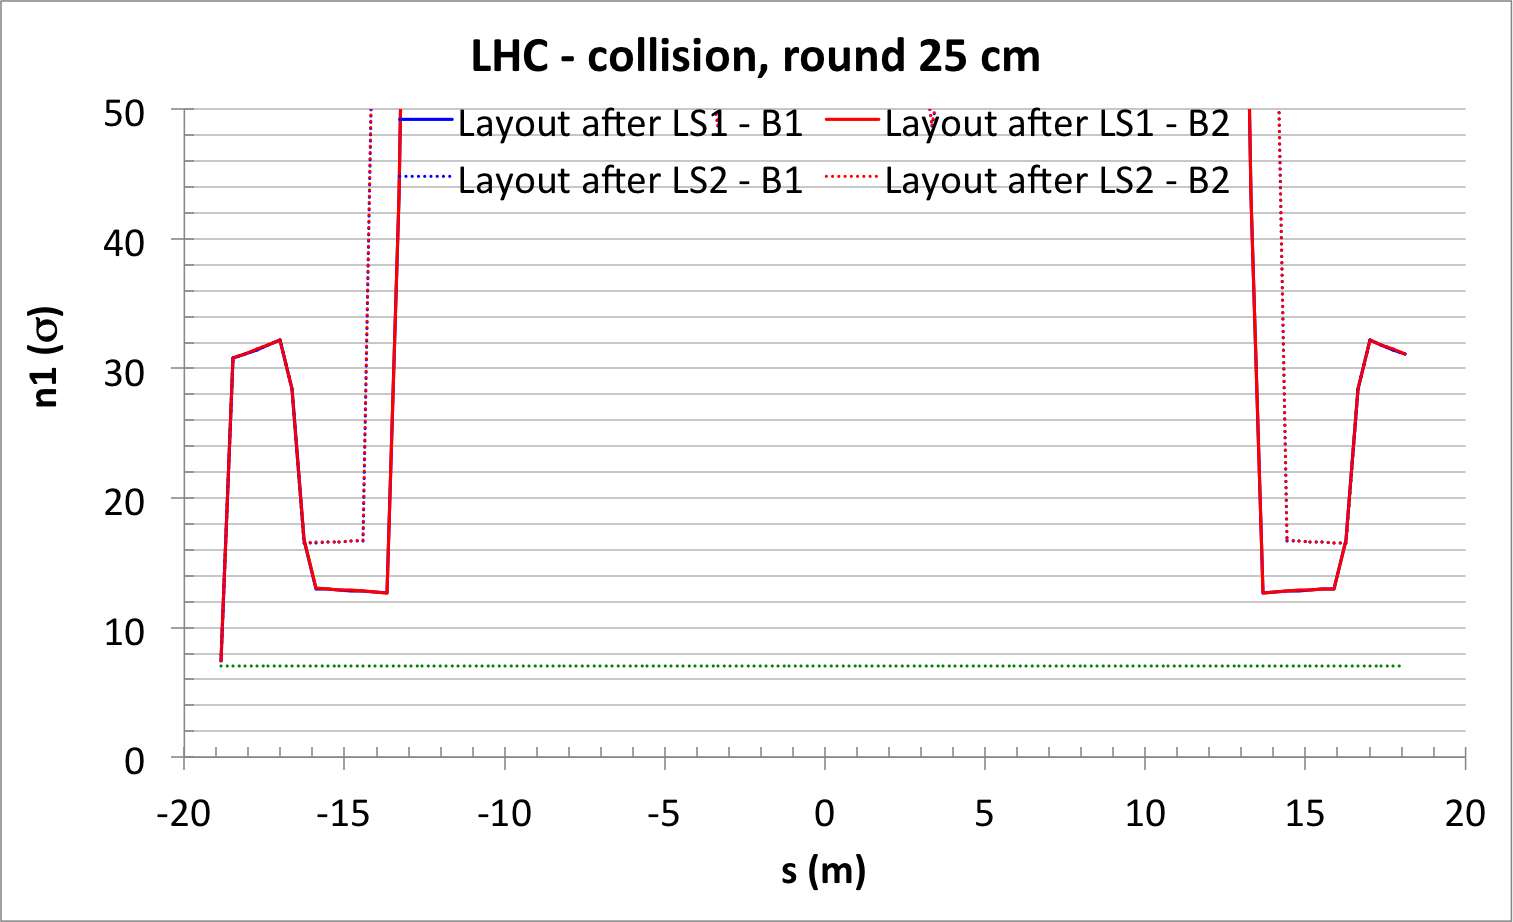 LHC - collision, round 25 cm
50
Layout after LS1 - B1 Layout after LS1 - B2
Layout after LS2 - B1 Layout after LS2 - B2
40
30
20
10
0
n1 (σ)
-20 -15 -10 -5 0 5 10 15 20
s (m)